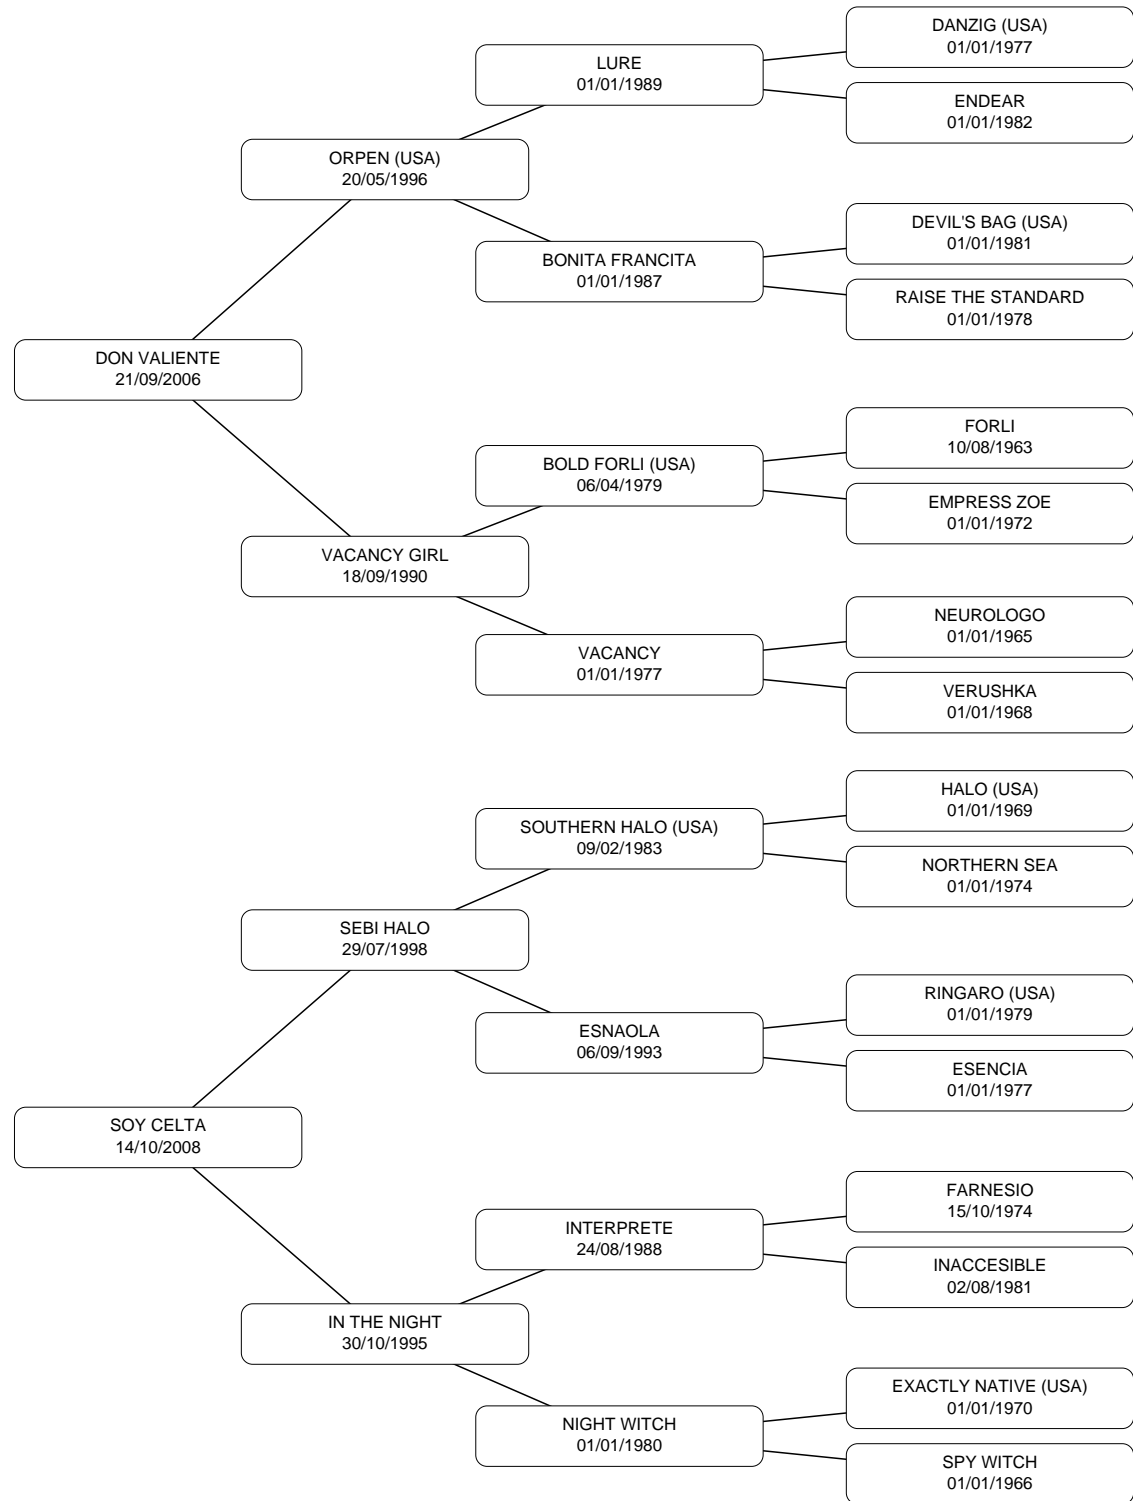 DANZIG (USA)
01/01/1977
LURE
01/01/1989
ENDEAR
01/01/1982
ORPEN (USA)
20/05/1996
DEVIL'S BAG (USA)
01/01/1981
BONITA FRANCITA
01/01/1987
RAISE THE STANDARD
01/01/1978
DON VALIENTE
21/09/2006
FORLI
10/08/1963
BOLD FORLI (USA)
06/04/1979
EMPRESS ZOE
01/01/1972
VACANCY GIRL
18/09/1990
NEUROLOGO
01/01/1965
VACANCY
01/01/1977
VERUSHKA
01/01/1968
HALO (USA)
01/01/1969
SOUTHERN HALO (USA)
09/02/1983
NORTHERN SEA
01/01/1974
SEBI HALO
29/07/1998
RINGARO (USA)
01/01/1979
ESNAOLA
06/09/1993
ESENCIA
01/01/1977
SOY CELTA
14/10/2008
FARNESIO
15/10/1974
INTERPRETE
24/08/1988
INACCESIBLE
02/08/1981
IN THE NIGHT
30/10/1995
EXACTLY NATIVE (USA)
01/01/1970
NIGHT WITCH
01/01/1980
SPY WITCH
01/01/1966